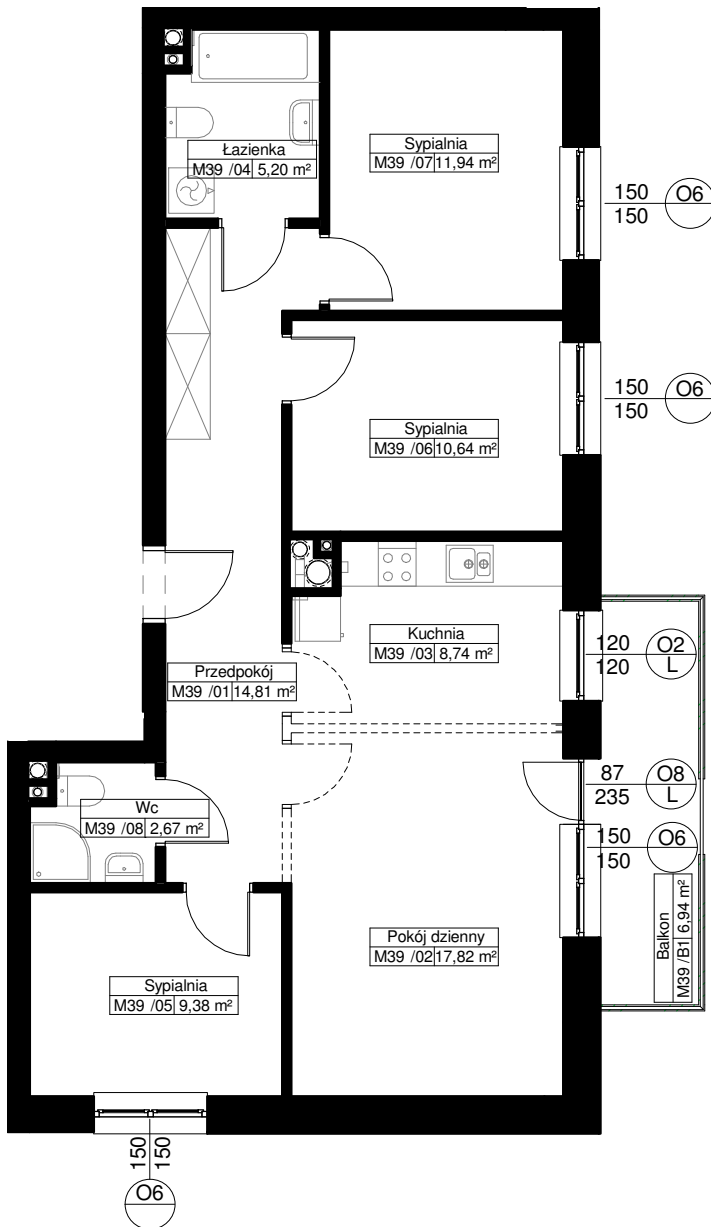 Łazienka
M39 /04 5,20 m²
Sypialnia
M39 /07 11,94 m²
150
150
O6
Sypialnia
M39 /06 10,64 m²
150
150
O6
Kuchnia
M39 /03 8,74 m²
120
120
O2
L
Przedpokój
M39 /01 14,81 m²
87
235
O8
L
Wc
M39 /08 2,67 m²
150
150
O6
Balkon
M39 /B1 6,94 m²
Pokój dzienny
M39 /02 17,82 m²
Sypialnia
M39 /05 9,38 m²
150
150
O6